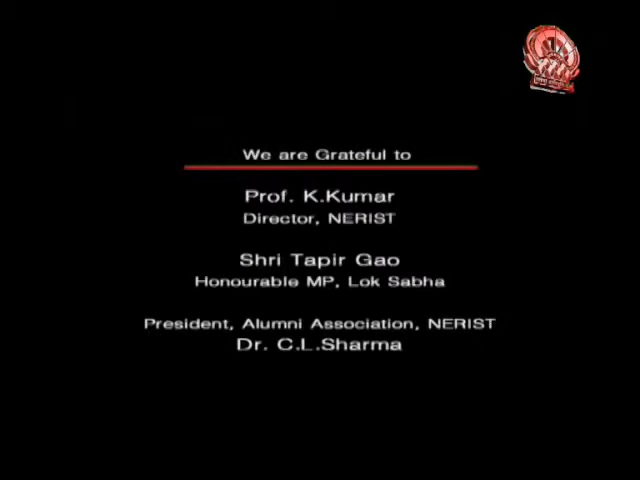 We are Grateful to
Prof. K.Kumar
Director, NERIST
Shri Tapir Gao
Honourable MP, Lok Sabha
President, Alumni Association, NERIST
Dr. C.L.Sharma